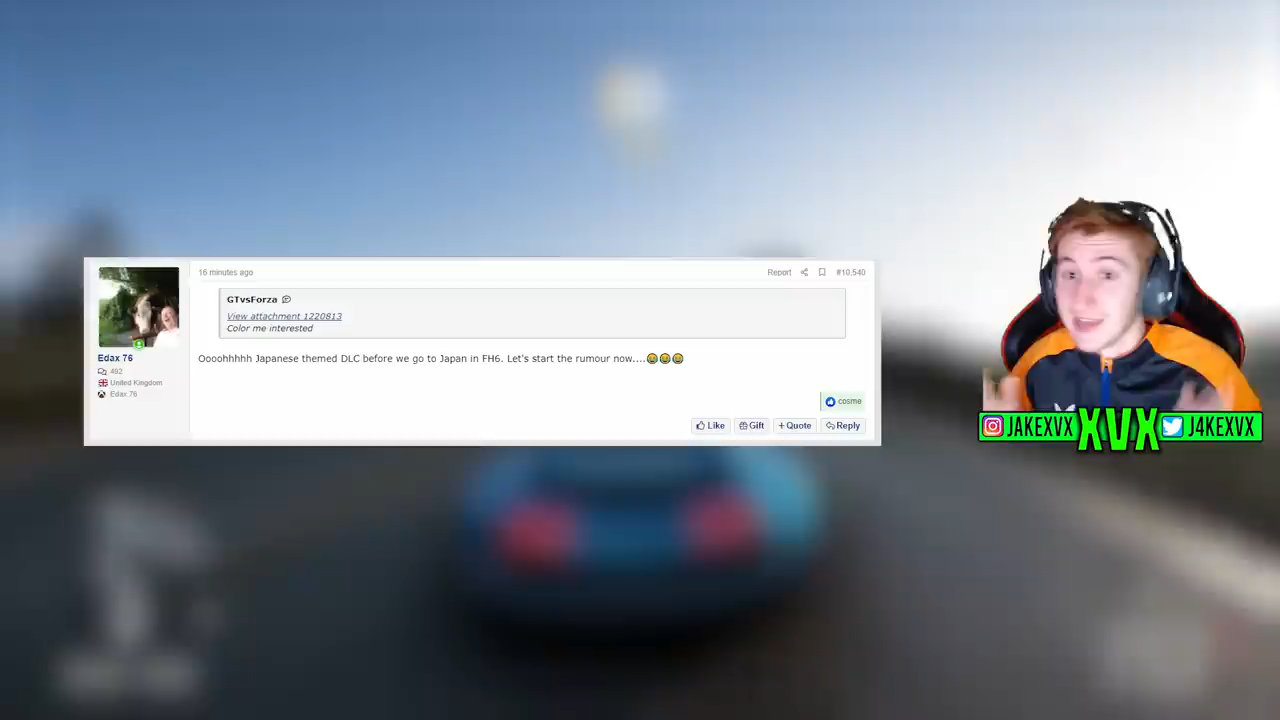 16 minutes ago
Report
#10,540
GTvsForza
View attachment 1220813
Color me interested
Edax 76
492
United Kingdom
Edax 76
Oooohhhhh Japanese themed DLC before we go to Japan in FH6. Let's start the rumour now....😂😂😂
cosme
Like
Gift
+Quote
Reply
JAKEXVX
XVX
J4KEXVX